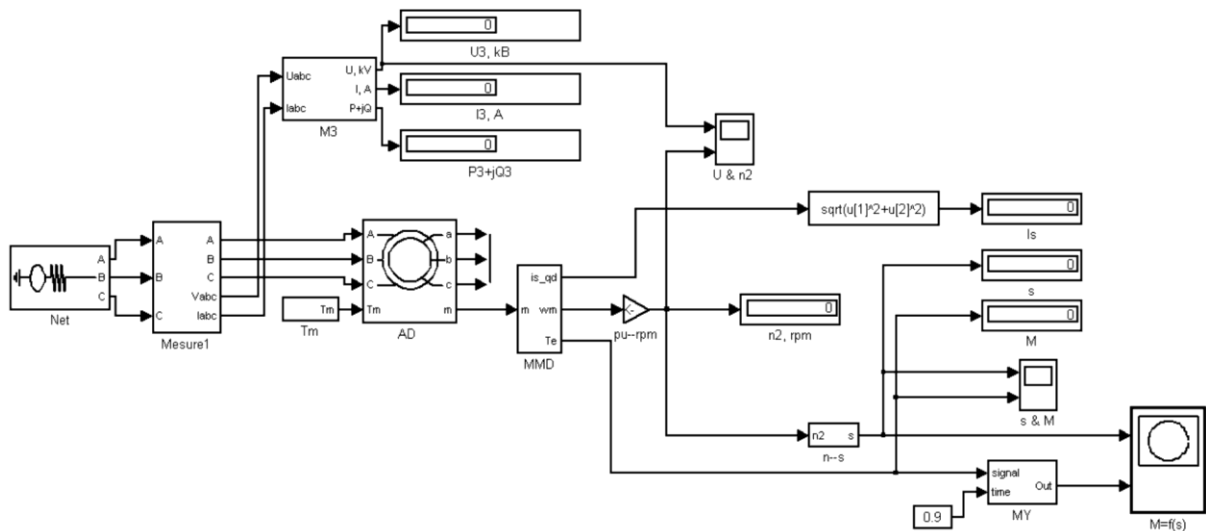 0
U3, kB
Uabc
U, kV
Iabc
I, A
P+jQ
M3
0
I3, A
0
P3+jQ3
U & n2
sqrt(u[1]^2+u[2]^2)
0
Is
A
B
C
Net
A
B
C
A
B
C
Vabc
Iabc
Mesure1
A
B
C
Tm
a
b
c
m
AD
Tm
Tm
m
is_qd
wm
Te
MMD
pu--rpm
0
n2, rpm
0
s
0
M
s & M
n2
s
n--s
signal
time
Out
MY
0.9
M=f(s)